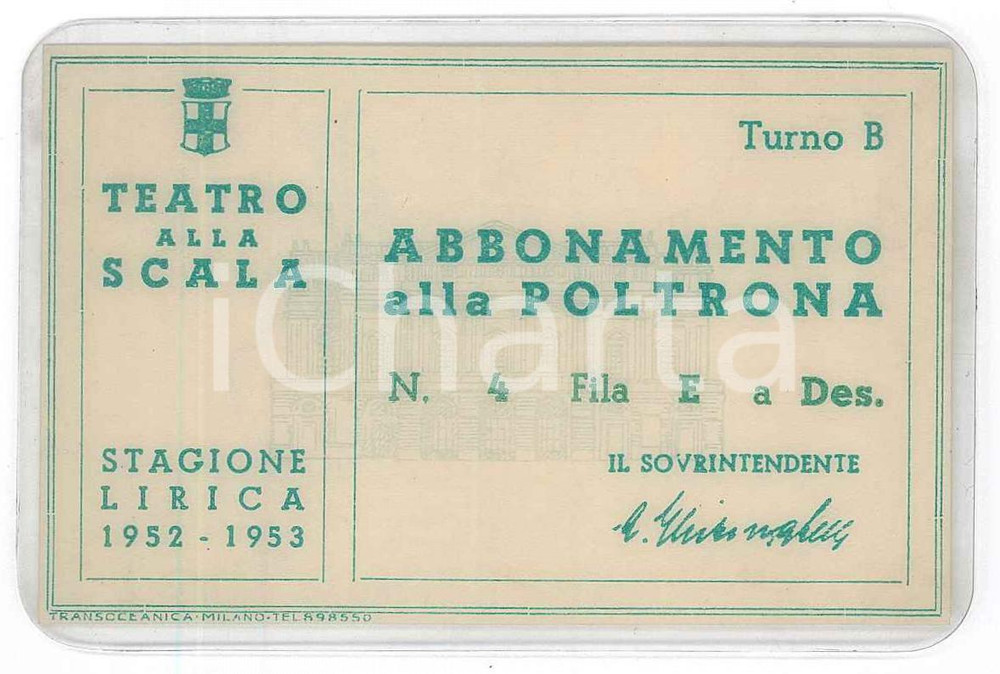 TEATRO
ALLA
SCALA
STAGIONE
LIRICA
1952 - 1953
Turno B
ABBONAMENTO
alla POLTRONA
N. 4 Fila E a Des.
IL SOVRINTENDENTE
TRANSOCEANICA·MILANO·TEL.898550
iCharta